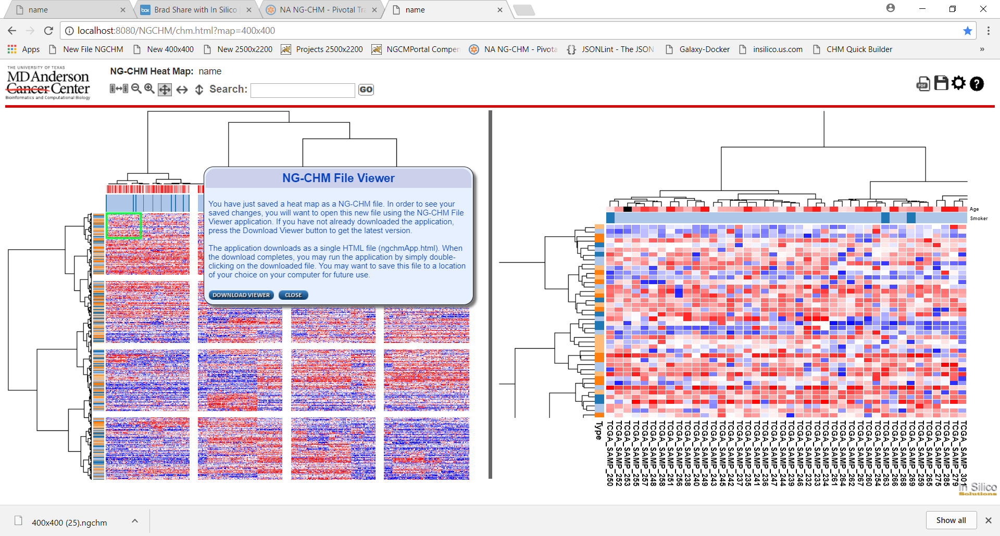 name
Brad Share with In Silico
NA NG-CHM - Pivotal Tra
name
localhost:8080/NGCHM/chm.html?map=400x400
Apps
New File NGCHM
New 400x400
New 2500x2200
Projects 2500x2200
NGCMPortal Compen
NA NG-CHM - Pivota
JSONLint - The JSON
Galaxy-Docker
insilico.us.com
CHM Quick Builder
»
THE UNIVERSITY OF TEXAS
MD Anderson
Cancer Center
Bioinformatics and Computational Biology
NG-CHM Heat Map: name
Search:
GO
PDF
?
box
NG-CHM File Viewer
You have just saved a heat map as a NG-CHM file. In order to see your
saved changes, you will want to open this new file using the NG-CHM File
Viewer application. If you have not already downloaded the application,
press the Download Viewer button to get the latest version.
The application downloads as a single HTML file (ngchmApp.html). When
the download completes, you may run the application by simply double-
clicking on the downloaded file. You may want to save this file to a location
of your choice on your computer for future use.
DOWNLOAD VIEWER
CLOSE
Age
Smoker
Type
TCGA_SAMP_250
TCGA_SAMP_252
TCGA_SAMP_253
TCGA_SAMP_255
TCGA_SAMP_257
TCGA_SAMP_248
TCGA_SAMP_258
TCGA_SAMP_251
TCGA_SAMP_256
TCGA_SAMP_238
TCGA_SAMP_240
TCGA_SAMP_249
TCGA_SAMP_243
TCGA_SAMP_245
TCGA_SAMP_242
TCGA_SAMP_237
TCGA_SAMP_235
TCGA_SAMP_241
TCGA_SAMP_236
TCGA_SAMP_247
TCGA_SAMP_244
TCGA_SAMP_239
TCGA_SAMP_246
TCGA_SAMP_232
TCGA_SAMP_233
TCGA_SAMP_234
TCGA_SAMP_261
TCGA_SAMP_264
TCGA_SAMP_262
TCGA_SAMP_267
TCGA_SAMP_260
TCGA_SAMP_254
TCGA_SAMP_263
TCGA_SAMP_266
TCGA_SAMP_268
TCGA_SAMP_269
TCGA_SAMP_259
TCGA_SAMP_265
TCGA_SAMP_275
TCGA_SAMP_285
TCGA_SAMP_279
TCGA_SAMP_301
In Silico
Solutions
400x400 (25).ngchm
Show all